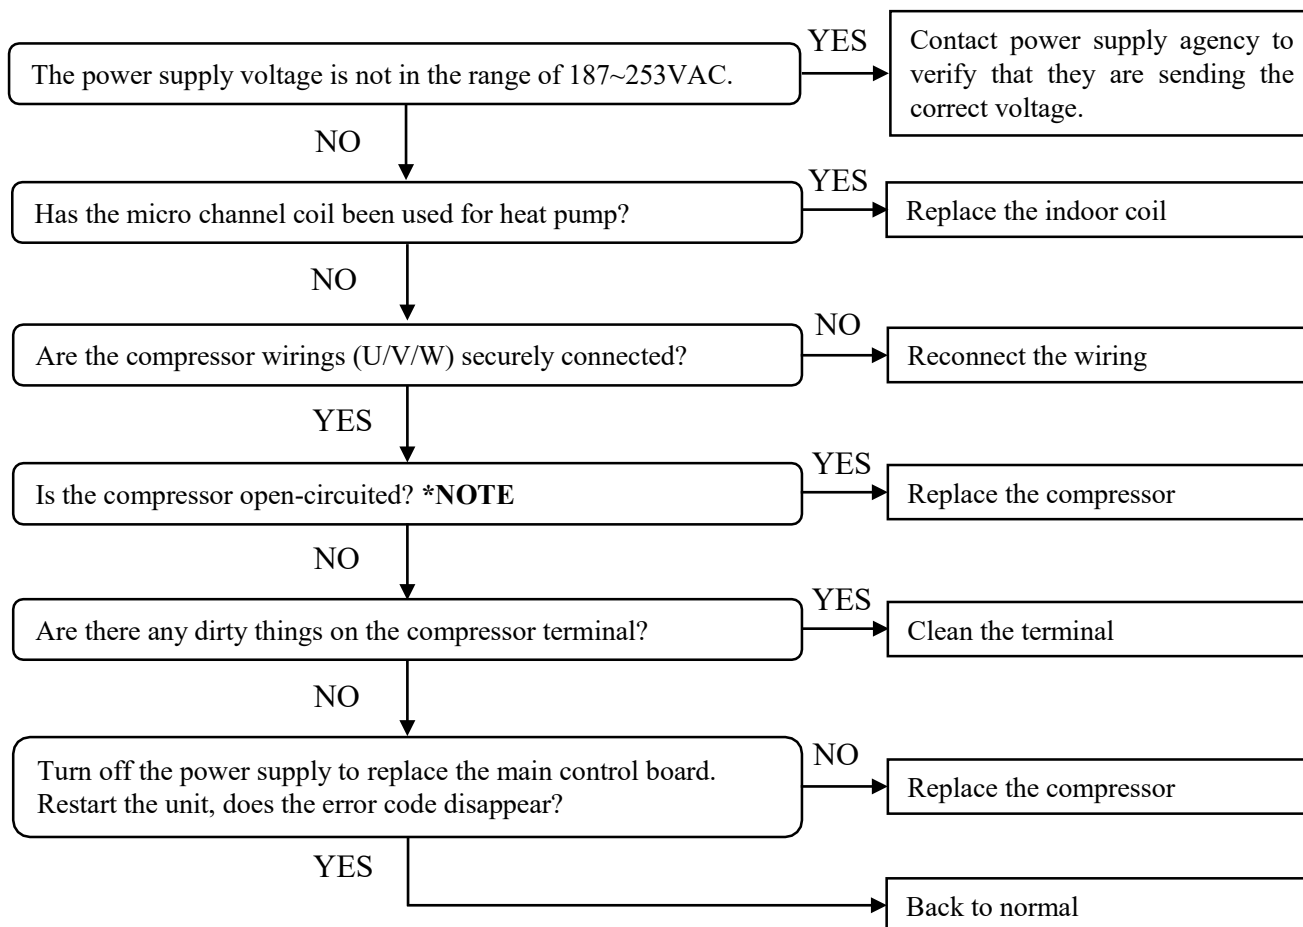 YES
Contact power supply agency to
verify that they are sending the
correct voltage.
The power supply voltage is not in the range of 187~253VAC.
NO
YES
Has the micro channel coil been used for heat pump?
Replace the indoor coil
NO
NO
Are the compressor wirings (U/V/W) securely connected?
Reconnect the wiring
YES
YES
Is the compressor open-circuited? *NOTE
Replace the compressor
NO
YES
Are there any dirty things on the compressor terminal?
Clean the terminal
NO
NO
Turn off the power supply to replace the main control board.
Restart the unit, does the error code disappear?
Replace the compressor
YES
Back to normal